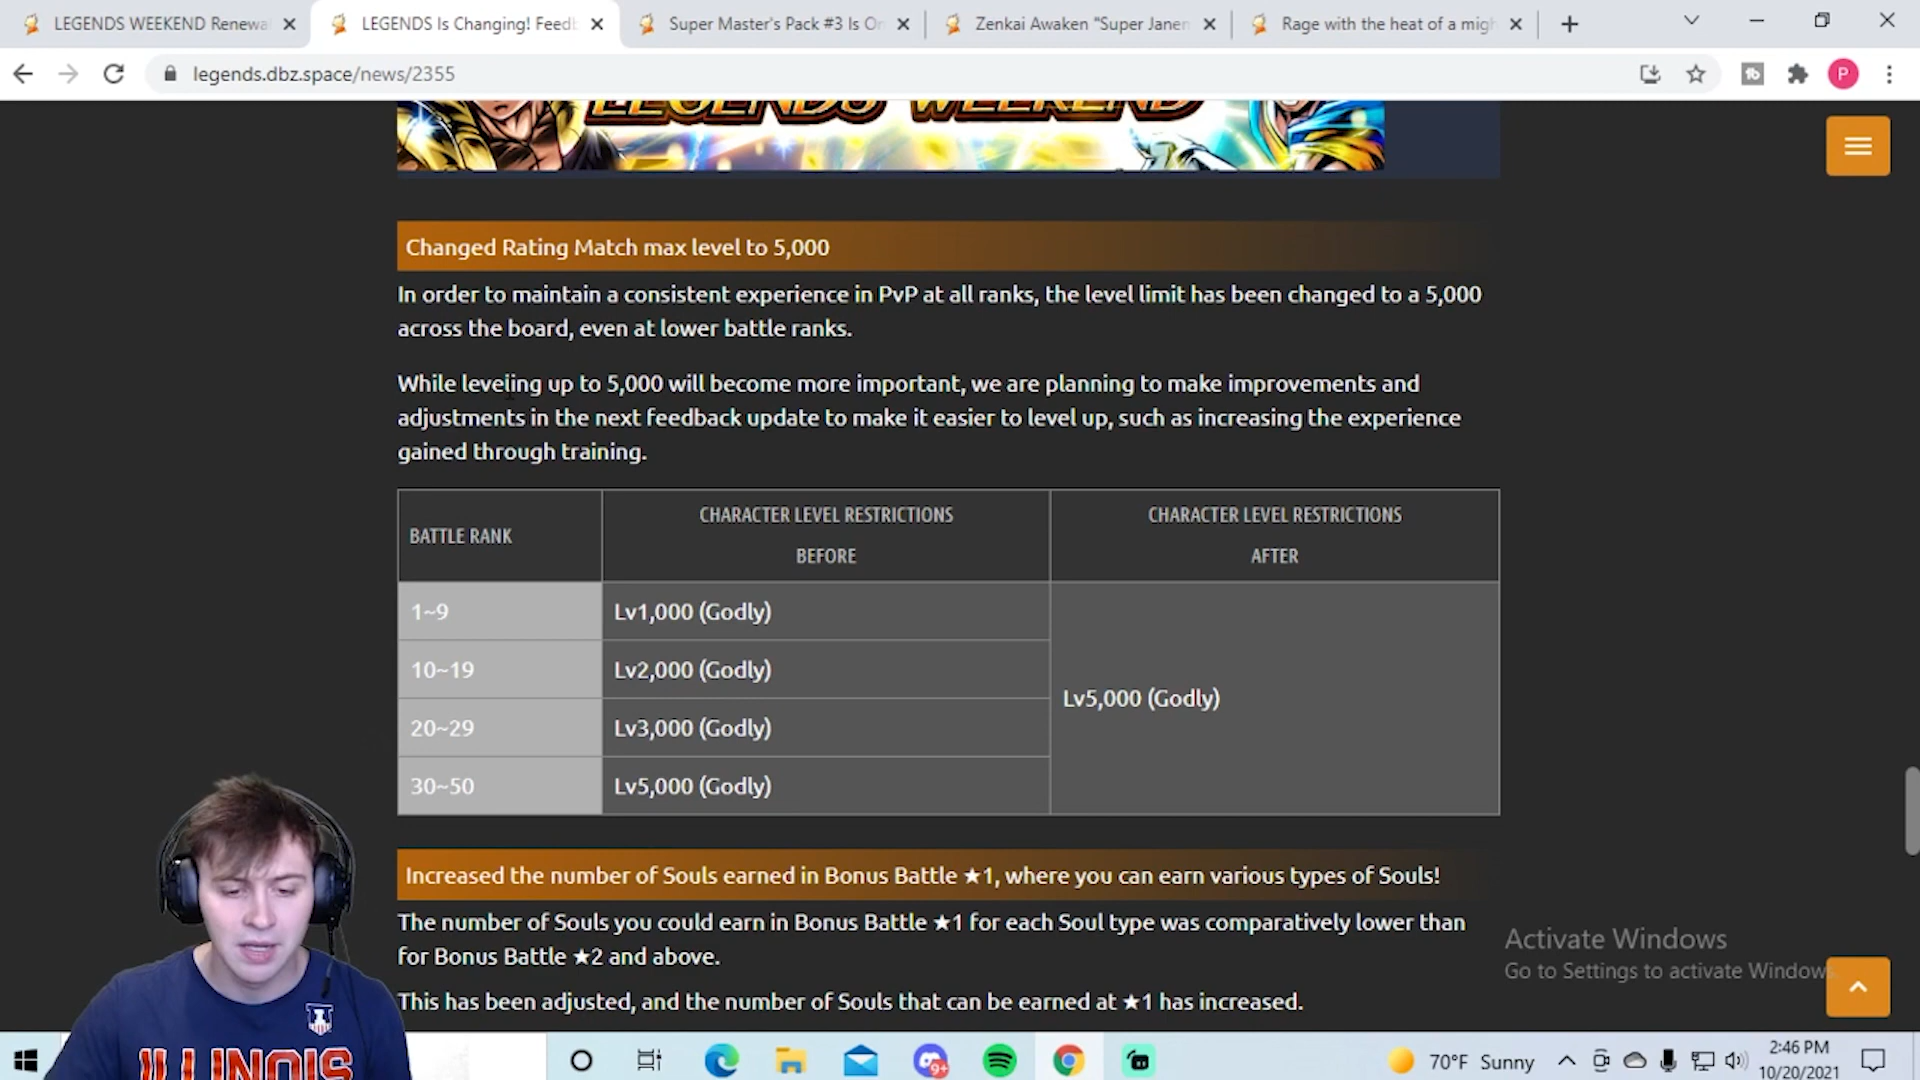 LEGENDS WEEKEND Renewa
LEGENDS Is Changing! Feedb
Super Master's Pack #3 Is On
Zenkai Awaken "Super Janem
Rage with the heat of a migh
legends.dbz.space/news/2355
P
LEGENDS WEEKEND
Changed Rating Match max level to 5,000
In order to maintain a consistent experience in PvP at all ranks, the level limit has been changed to a 5,000
across the board, even at lower battle ranks.
While leveling up to 5,000 will become more important, we are planning to make improvements and
adjustments in the next feedback update to make it easier to level up, such as increasing the experience
gained through training.
BATTLE RANK
CHARACTER LEVEL RESTRICTIONS
BEFORE
CHARACTER LEVEL RESTRICTIONS
AFTER
1~9
Lv1,000 (Godly)
10~19
Lv2,000 (Godly)
20~29
Lv3,000 (Godly)
30~50
Lv5,000 (Godly)
Lv5,000 (Godly)
Increased the number of Souls earned in Bonus Battle ★1, where you can earn various types of Souls!
The number of Souls you could earn in Bonus Battle ★1 for each Soul type was comparatively lower than
for Bonus Battle ★2 and above.
This has been adjusted, and the number of Souls that can be earned at ★1 has increased.
Activate Windows
Go to Settings to activate Windows.
ILLINOIS
9+
70°F Sunny
2:46 PM
10/20/2021